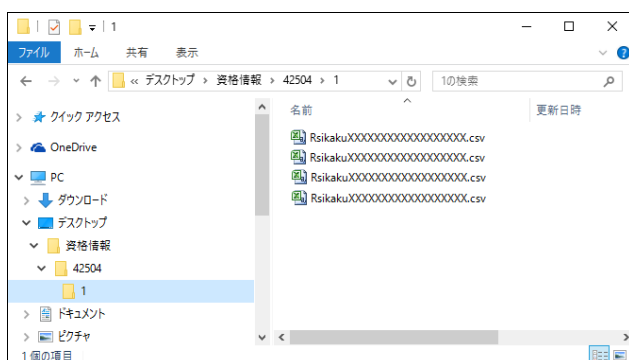 1
ファイル ホーム 共有 表示
« デスクトップ › 資格情報 › 42504 › 1 1の検索
クイック アクセス
OneDrive
PC
ダウンロード
デスクトップ
資格情報
42504
1
ドキュメント
ピクチャ
名前 更新日時
RsikakuXXXXXXXXXXXXXXXXXX.csv
RsikakuXXXXXXXXXXXXXXXXXX.csv
RsikakuXXXXXXXXXXXXXXXXXX.csv
RsikakuXXXXXXXXXXXXXXXXXX.csv
1 個の項目